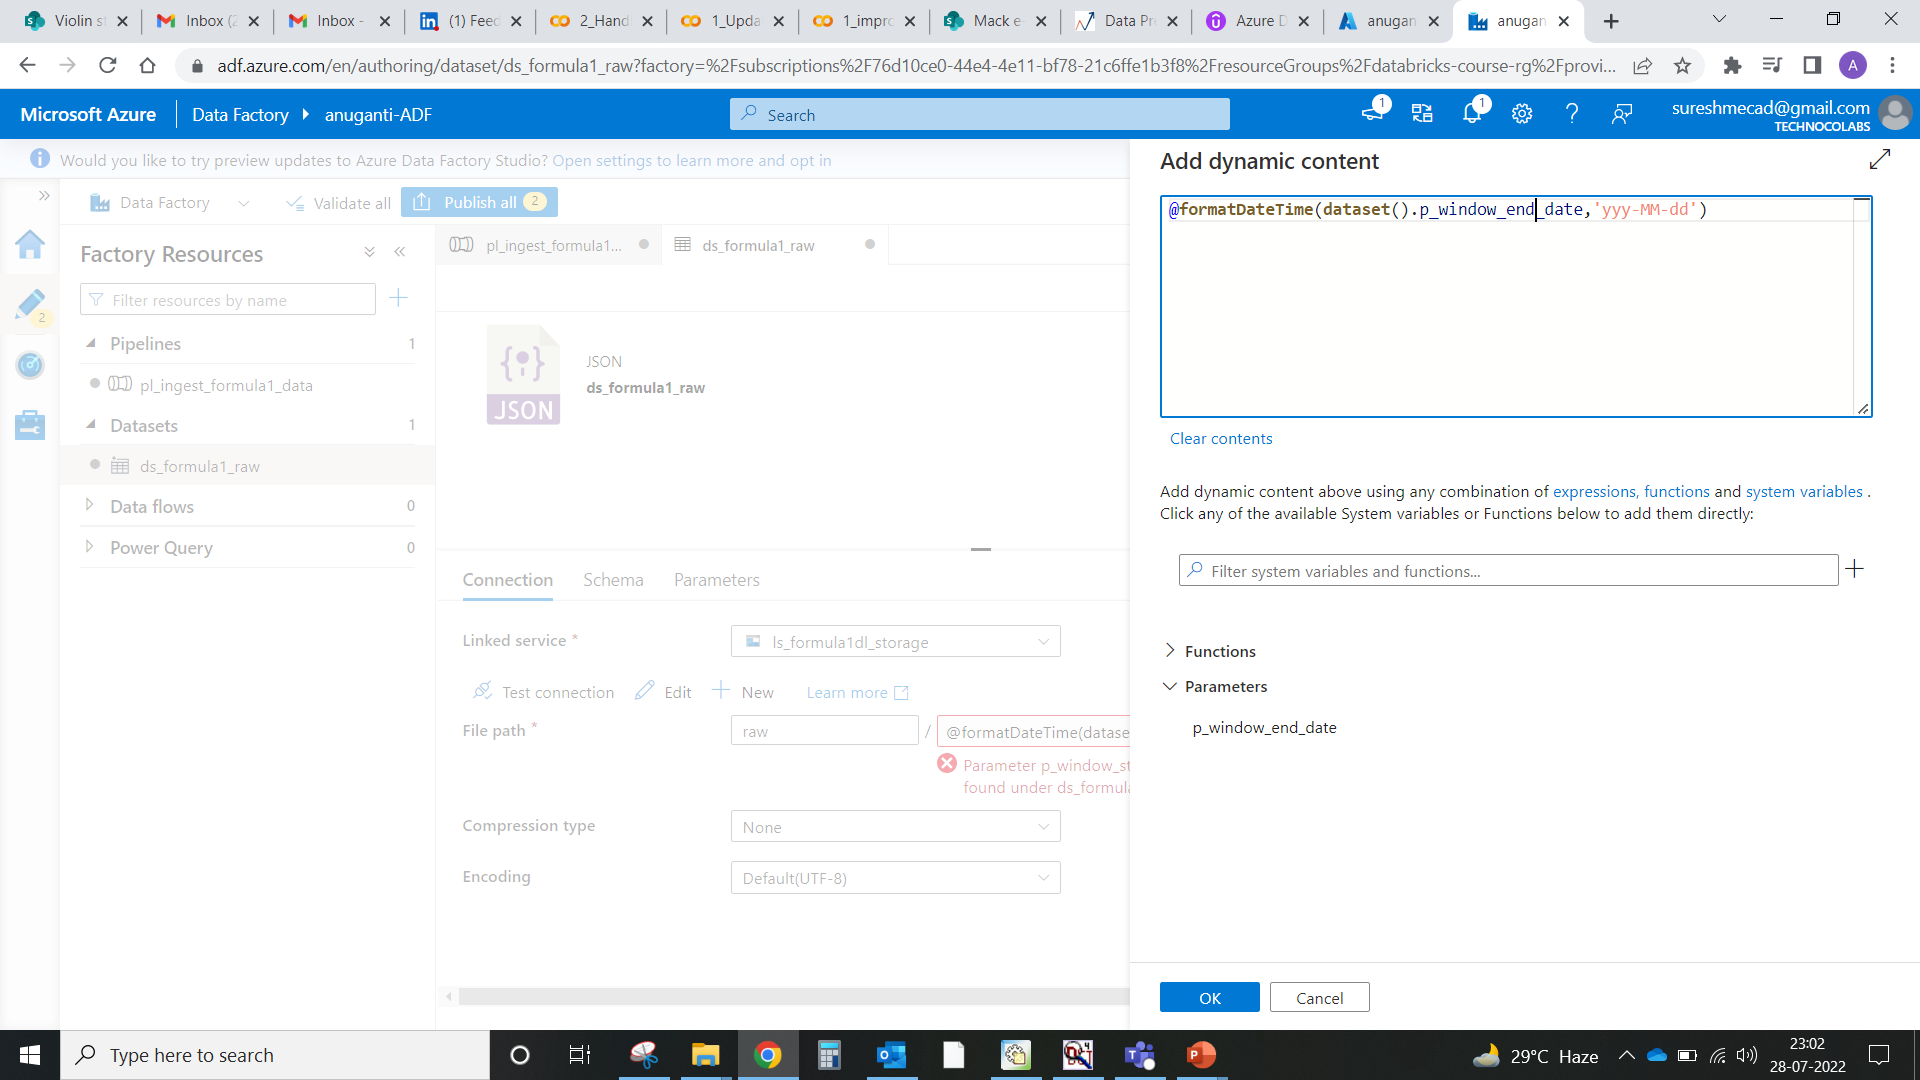 Violin s
Inbox (2
Inbox -
(1) Feed
2_Hand
1_Upda
1_impro
Mack e-
Data Pr
Azure D
anugan
anugan
adf.azure.com/en/authoring/dataset/ds_formula1_raw?factory=%2Fsubscriptions%2F76d10ce0-44e4-4e11-bf78-21c6ffe1b3f8%2FresourceGroups%2Fdatabricks-course-rg%2Fprovi...
A
Microsoft Azure
Data Factory
anuganti-ADF
Search
1
1
sureshmecad@gmail.com
TECHNOCOLABS
Would you like to try preview updates to Azure Data Factory Studio? Open settings to learn more and opt in
Data Factory
Validate all
Publish all 2
Factory Resources
Filter resources by name
2
Pipelines 1
pl_ingest_formula1_data
Datasets 1
ds_formula1_raw
Data flows 0
Power Query 0
pl_ingest_formula1...
ds_formula1_raw
JSON
JSON
ds_formula1_raw
Connection
Schema
Parameters
Linked service *
ls_formula1dl_storage
Test connection
Edit
New
Learn more
File path *
raw
/
@formatDateTime(datase
Parameter p_window_st
found under ds_formula
Compression type
None
Encoding
Default(UTF-8)
Add dynamic content
@formatDateTime(dataset().p_window_end_date,'yyy-MM-dd')
Clear contents
Add dynamic content above using any combination of expressions, functions and system variables .
Click any of the available System variables or Functions below to add them directly:
Filter system variables and functions...
Functions
Parameters
p_window_end_date
OK
Cancel
Type here to search
29°C Haze
23:02
28-07-2022